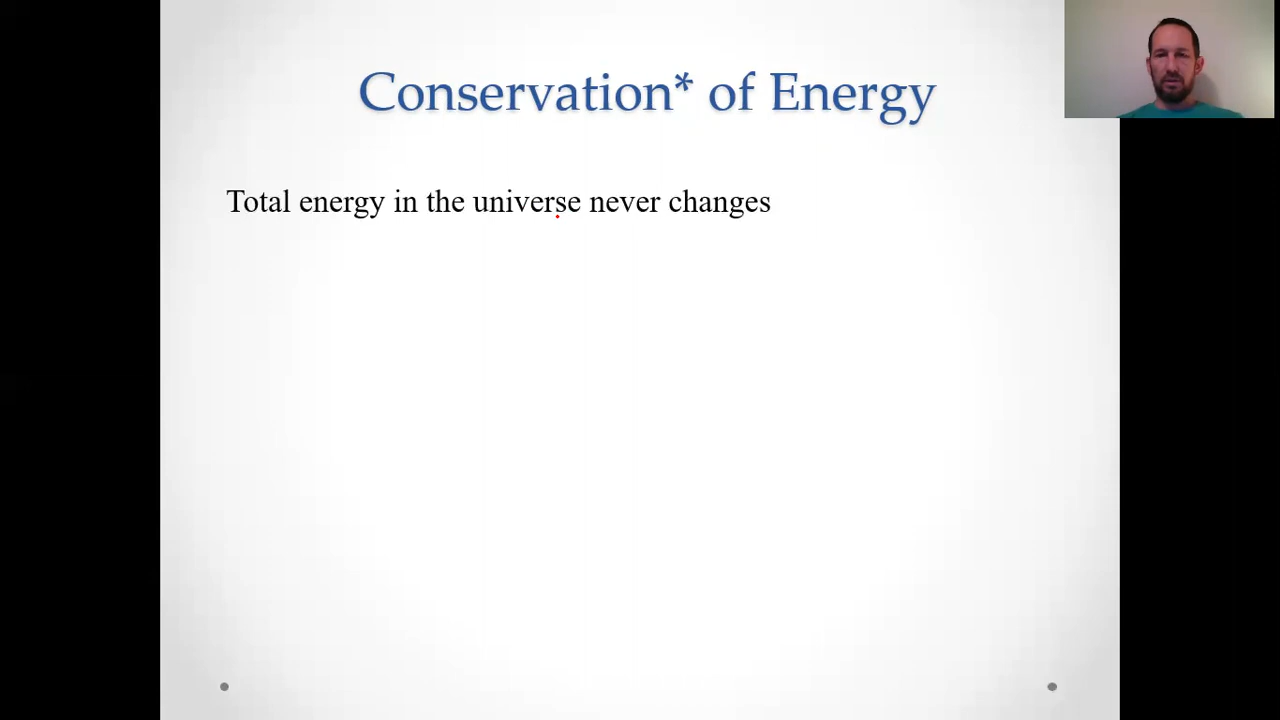 Conservation* of Energy
Total energy in the universe never changes